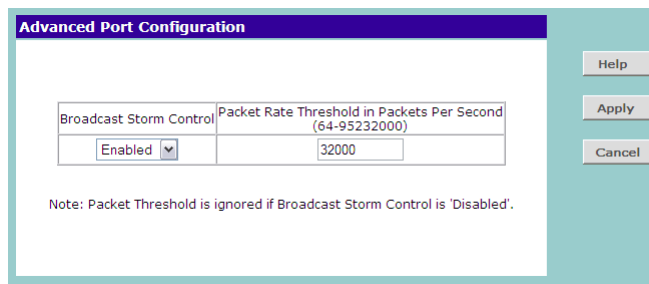 Advanced Port Configuration
Help
Apply
Cancel
Broadcast Storm Control
Packet Rate Threshold in Packets Per Second
(64-95232000)
Enabled
32000
Note: Packet Threshold is ignored if Broadcast Storm Control is 'Disabled'.